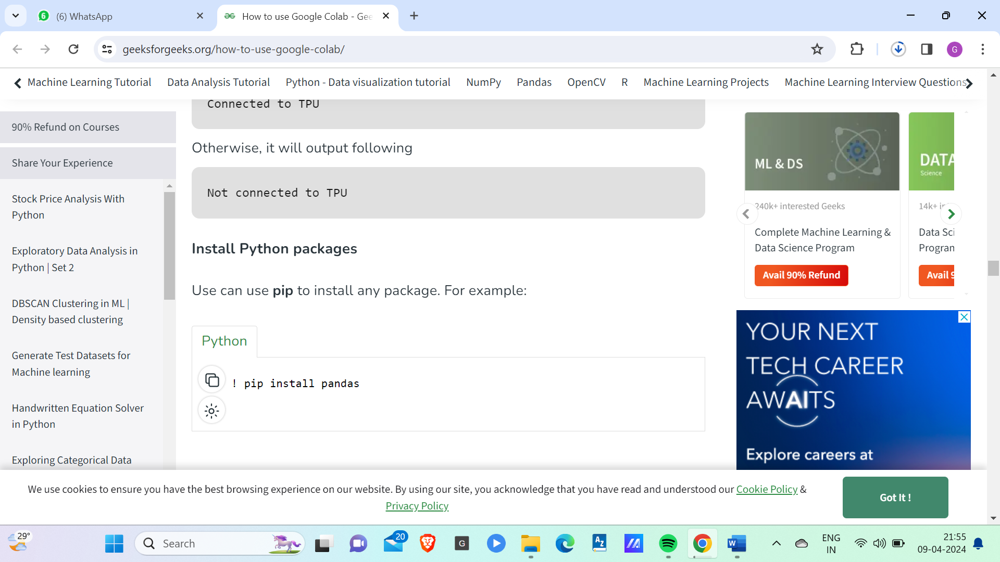 (6) WhatsApp
How to use Google Colab - Gee
geeksforgeeks.org/how-to-use-google-colab/
G
Machine Learning Tutorial Data Analysis Tutorial Python - Data visualization tutorial NumPy Pandas OpenCV R Machine Learning Projects Machine Learning Interview Questions
90% Refund on Courses
Share Your Experience
Stock Price Analysis With
Python
Exploratory Data Analysis in
Python | Set 2
DBSCAN Clustering in ML |
Density based clustering
Generate Test Datasets for
Machine learning
Handwritten Equation Solver
in Python
Exploring Categorical Data
Connected to TPU
Otherwise, it will output following
Not connected to TPU
Install Python packages
Use can use pip to install any package. For example:
Python
! pip install pandas
ML & DS
240k+ interested Geeks
Complete Machine Learning &
Data Science Program
Avail 90% Refund
DATA
Science
14k+
Data Sci
Program
Avail 9
YOUR NEXT
TECH CAREER
AWAITS
Explore careers at
We use cookies to ensure you have the best browsing experience on our website. By using our site, you acknowledge that you have read and understood our Cookie Policy &
Privacy Policy
Got It !
29°
Search
20
G
A Z
W
ENG
IN
21:55
09-04-2024